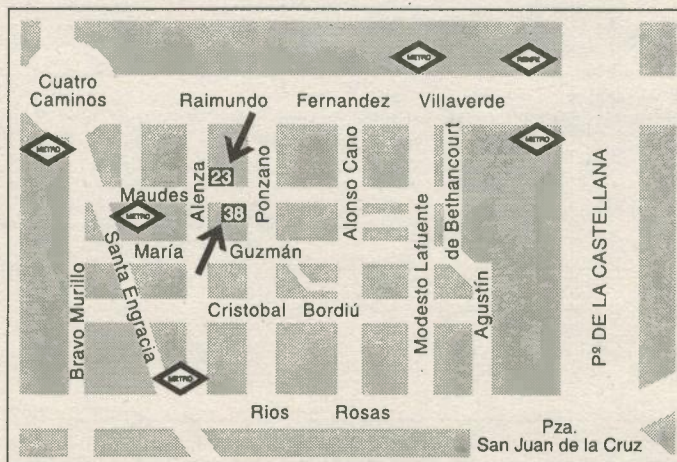 METRO
RENFE
Cuatro
Caminos
Raimundo Fernandez Villaverde
METRO
METRO
23
Maudes
Alenza
Ponzano
Alonso Cano
Modesto Lafuente
de Bethancourt
Agustín
Pº DE LA CASTELLANA
METRO
38
María Guzmán
Santa Engracia
Bravo Murillo
Cristobal Bordiú
METRO
Rios Rosas
Pza.
San Juan de la Cruz